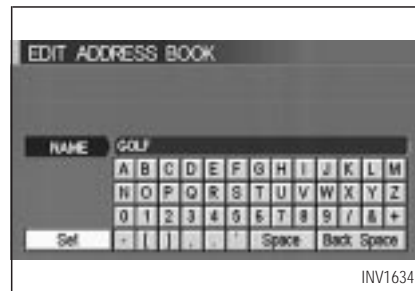 EDIT ADDRESS BOOK
NAME GOLF
A B C D E F G H I J K L M
N O P Q R S T U V W X Y Z
0 1 2 3 4 5 6 7 8 9 / & +
Set - ( ) . , ' Space Back Space
INV1634